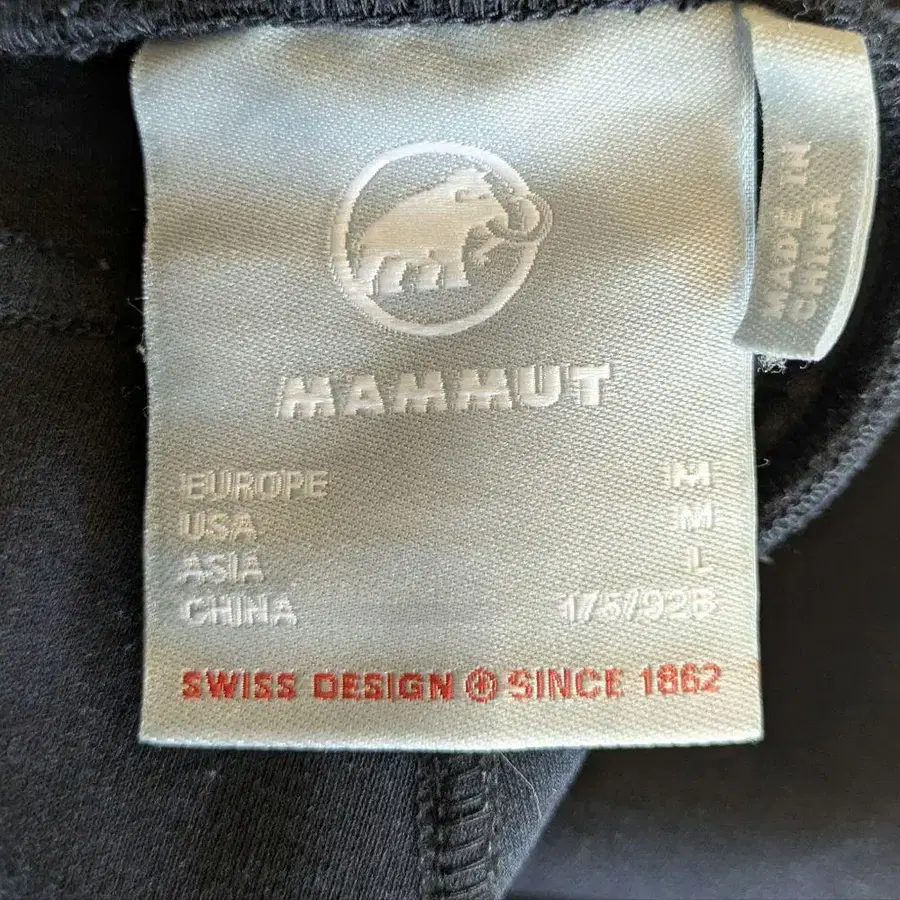 MAMMUT
EUROPE M
USA M
ASIA L
CHINA 175/92B
SWISS DESIGN SINCE 1862
MADE IN
CHINA